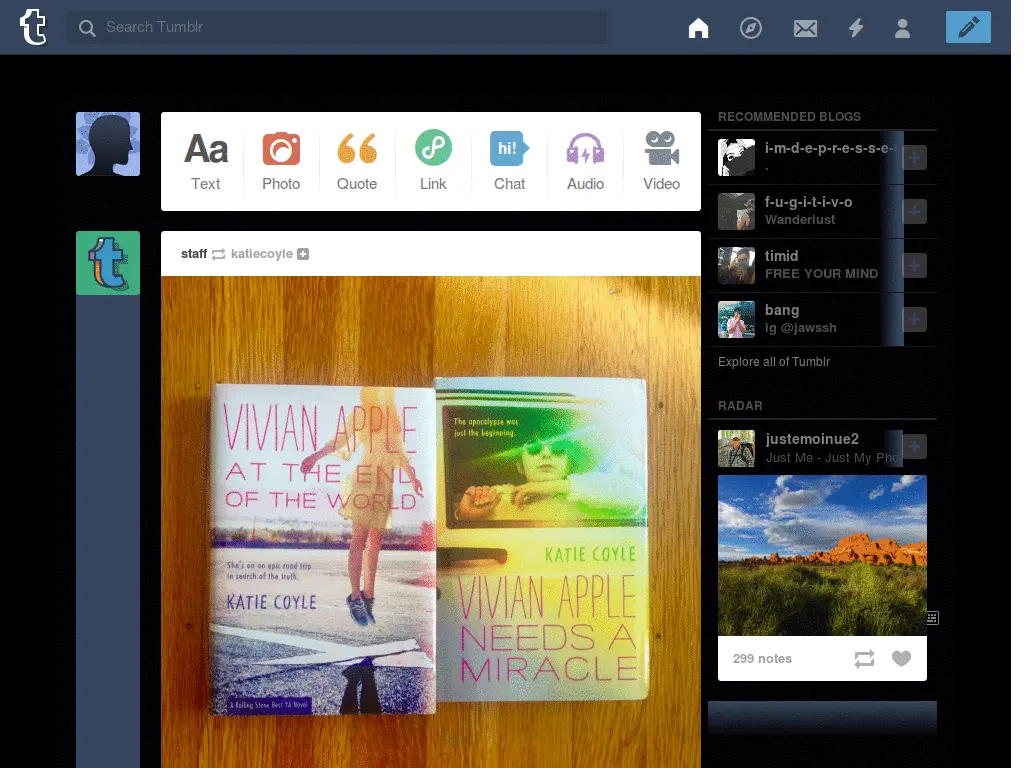 t
Search Tumblr
Aa
hi!
Text
Photo
Quote
Link
Chat
Audio
Video
t
staff katiecoyle
VIVIAN APPLE
AT THE END
OF THE WORLD
She's on an epic road trip
in search of the truth.
KATIE COYLE
A Rolling Stone Best YA Novel
The apocalypse was
just the beginning.
KATIE COYLE
VIVIAN APPLE
NEEDS A
MIRACLE
RECOMMENDED BLOGS
i-m-d-e-p-r-e-s-s-e-
.
f-u-g-i-t-i-v-o
Wanderlust
timid
FREE YOUR MIND
bang
ig @jawssh
Explore all of Tumblr
RADAR
justemoinue2
Just Me - Just My Pho
299 notes